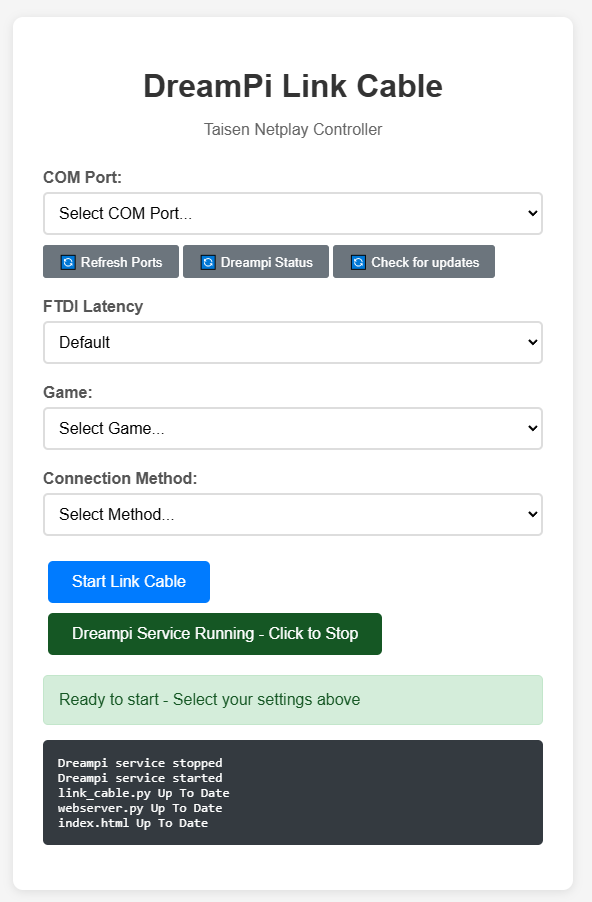 DreamPi Link Cable
Taisen Netplay Controller
COM Port:
Select COM Port...
Refresh Ports
Dreampi Status
Check for updates
FTDI Latency
Default
Game:
Select Game...
Connection Method:
Select Method...
Start Link Cable
Dreampi Service Running - Click to Stop
Ready to start - Select your settings above
Dreampi service stopped
Dreampi service started
link_cable.py Up To Date
webserver.py Up To Date
index.html Up To Date